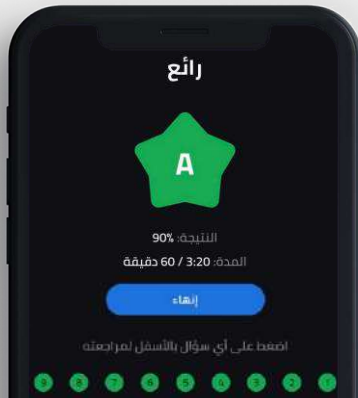 رائع
A
النتيجة: 90%
المدة: 3:20 / 60 دقيقة
إنهاء
اضغط على أي سؤال بالأسفل لمراجعته
1 2 3 4 5 6 7 8 9